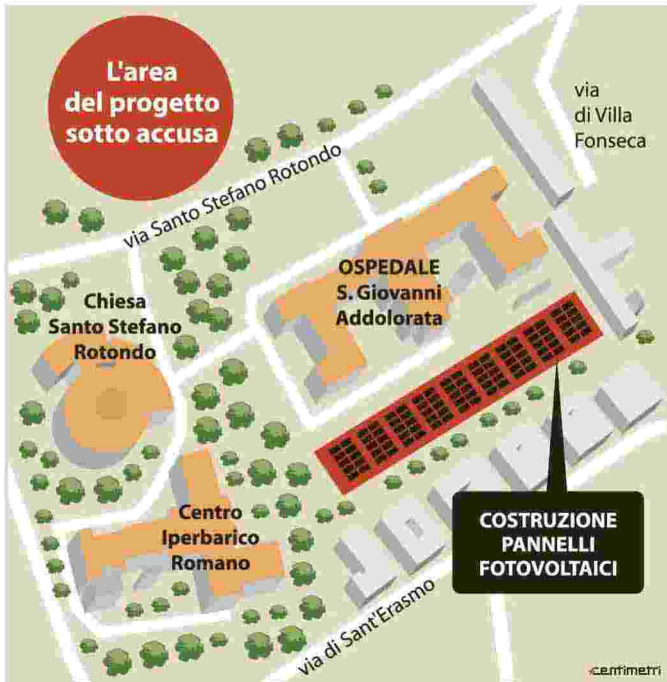 L'area
del progetto
sotto accusa
via
di Villa
Fonseca
via Santo Stefano Rotondo
OSPEDALE
S. Giovanni
Addolorata
Chiesa
Santo Stefano
Rotondo
Centro
Iperbarico
Romano
COSTRUZIONE
PANNELLI
FOTOVOLTAICI
via di Sant'Erasmo
centimetri